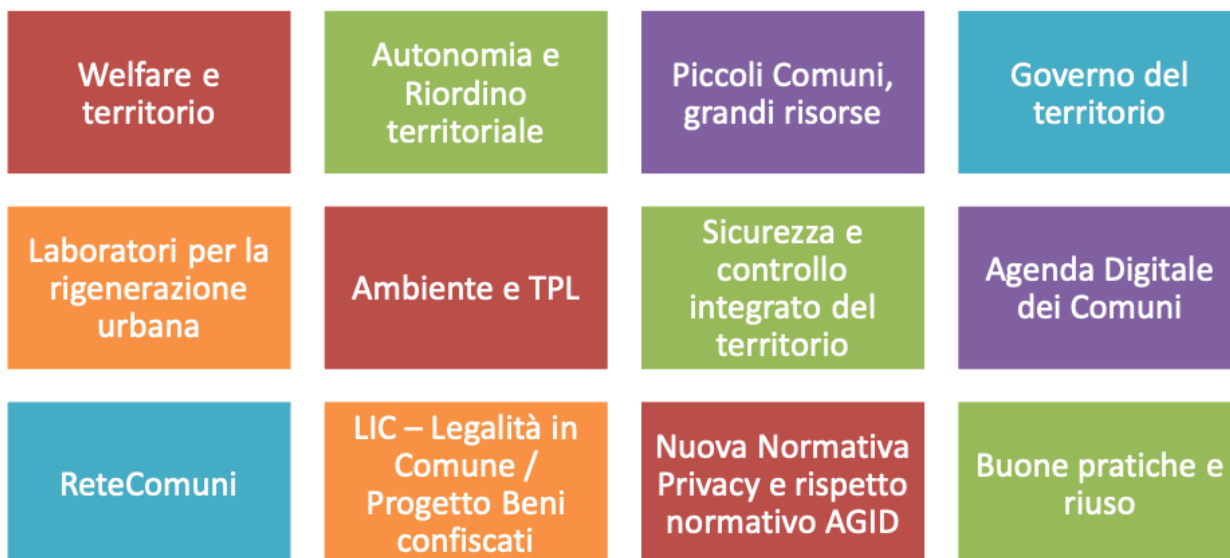 Welfare e
territorio
Autonomia e
Riordino
territoriale
Piccoli Comuni,
grandi risorse
Governo del
territorio
Laboratori per la
rigenerazione
urbana
Ambiente e TPL
Sicurezza e
controllo
integrato del
territorio
Agenda Digitale
dei Comuni
ReteComuni
LIC – Legalità in
Comune /
Progetto Beni
confiscati
Nuova Normativa
Privacy e rispetto
normativo AGID
Buone pratiche e
riuso